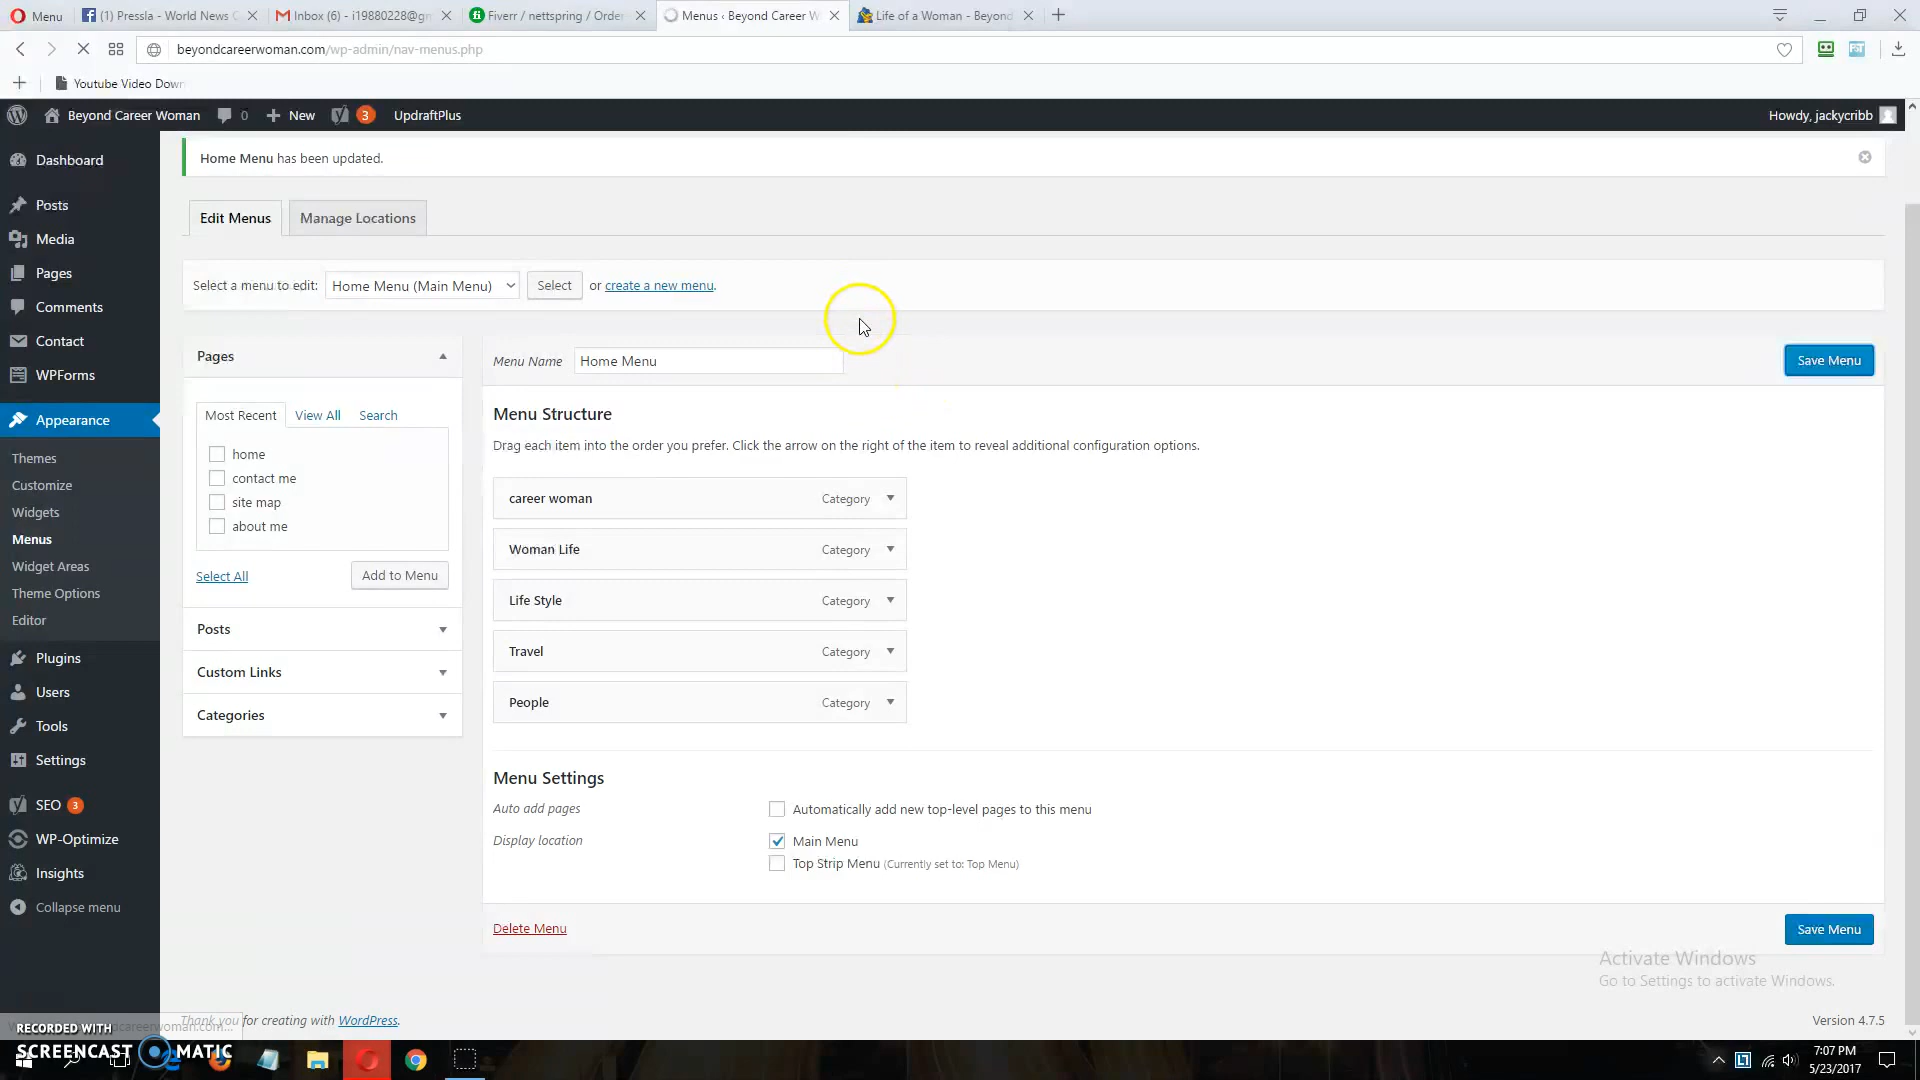 Menu
(1) Pressla - World News C
Inbox (6) - i19880228@gm
Fiverr / nettspring / Order
Menus ‹ Beyond Career W
Life of a Woman - Beyond
beyondcareerwoman.com/wp-admin/nav-menus.php
Youtube Video Down
Beyond Career Woman
0
New
3
UpdraftPlus
Howdy, jackycribb
Dashboard
Posts
Media
Pages
Comments
Contact
WPForms
Appearance
Themes
Customize
Widgets
Menus
Widget Areas
Theme Options
Editor
Plugins
Users
Tools
Settings
SEO 3
WP-Optimize
Insights
Collapse menu
Home Menu has been updated.
Edit Menus
Manage Locations
Select a menu to edit:
Home Menu (Main Menu)
Select
or create a new menu.
Pages
Most Recent
View All
Search
home
contact me
site map
about me
Select All
Add to Menu
Posts
Custom Links
Categories
Menu Name
Home Menu
Save Menu
Menu Structure
Drag each item into the order you prefer. Click the arrow on the right of the item to reveal additional configuration options.
career woman
Category
Woman Life
Category
Life Style
Category
Travel
Category
People
Category
Menu Settings
Auto add pages
Automatically add new top-level pages to this menu
Display location
Main Menu
Top Strip Menu (Currently set to: Top Menu)
Delete Menu
Save Menu
Activate Windows
Go to Settings to activate Windows.
Thank you for creating with WordPress.
Version 4.7.5
RECORDED WITH
SCREENCAST MATIC
7:07 PM
5/23/2017